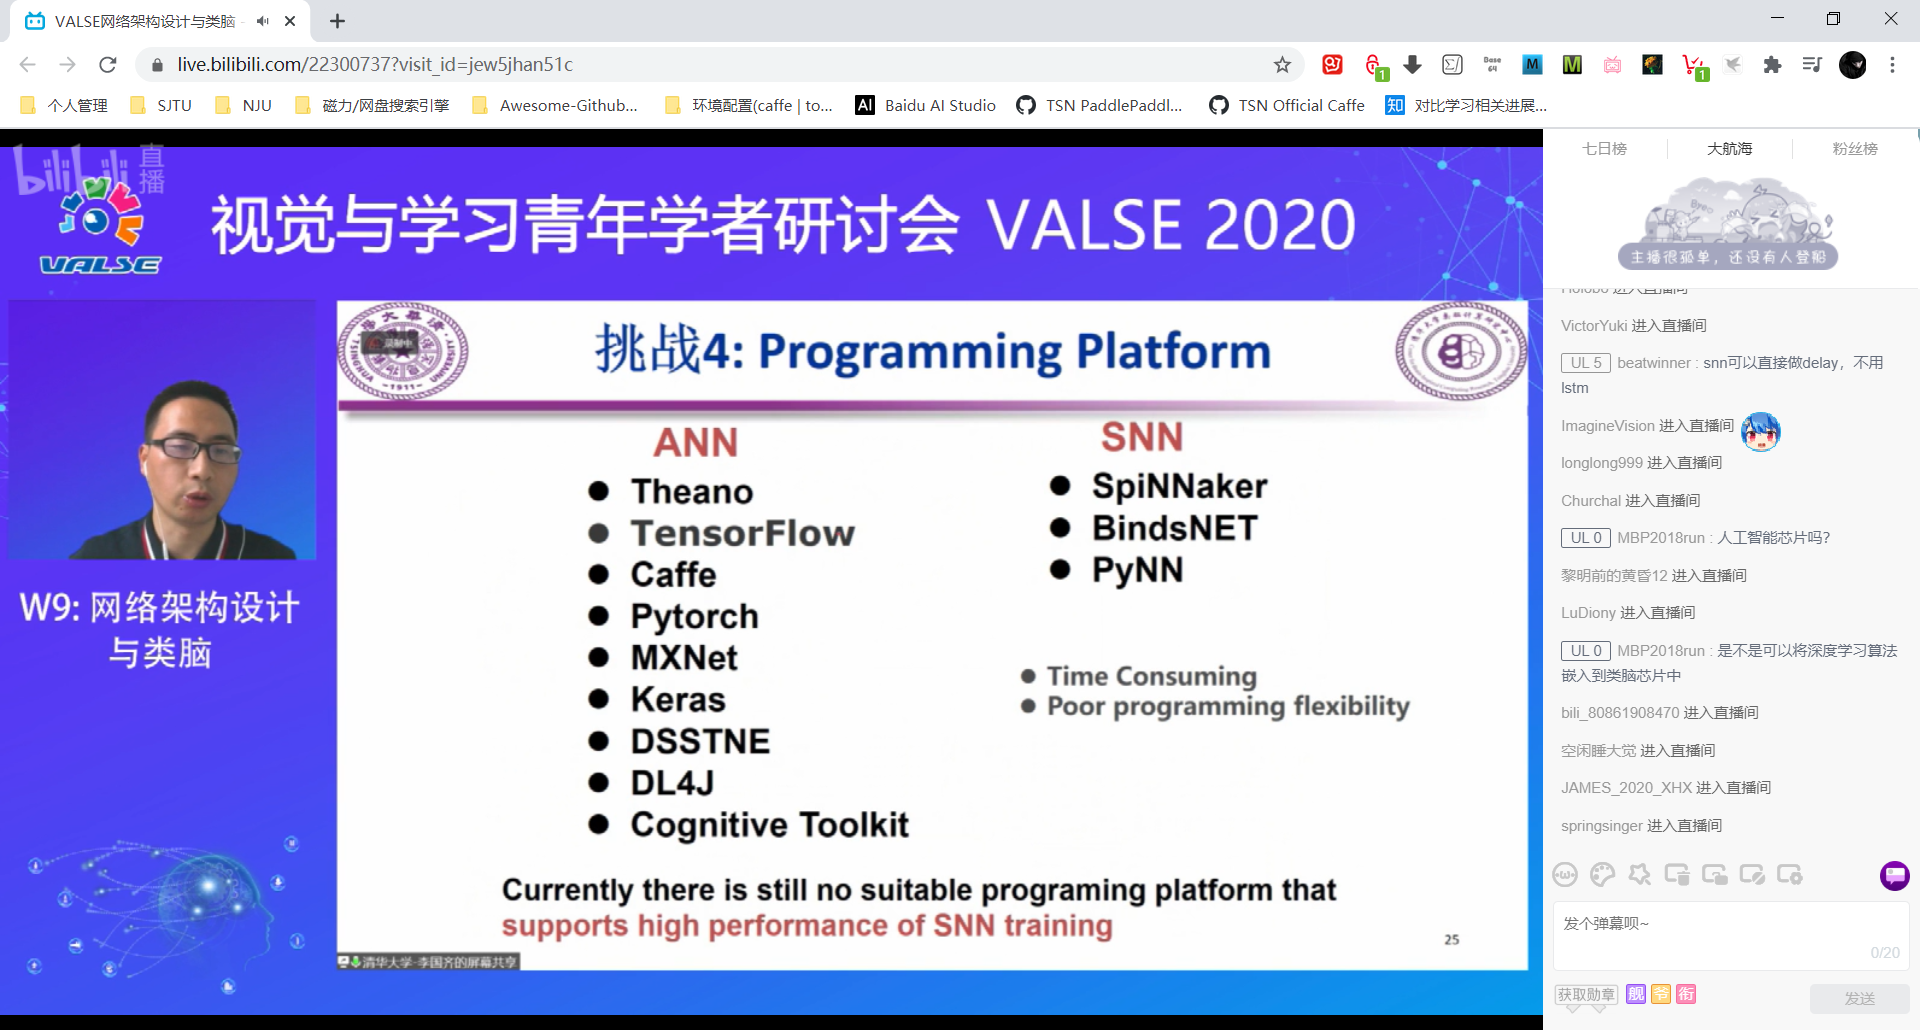 VALSE网络架构设计与类脑
live.bilibili.com/22300737?visit_id=jew5jhan51c
1
Base 64
M
M
1
个人管理
SJTU
NJU
磁力/网盘搜索引擎
Awesome-Github...
环境配置(caffe | to...
AI Baidu AI Studio
TSN PaddlePaddl...
TSN Official Caffe
知 对比学习相关进展...
bilibili 直播
VALSE
视觉与学习青年学者研讨会 VALSE 2020
W9: 网络架构设计
与类脑
TSINGHUA UNIVERSITY
-1911-
挑战4: Programming Platform
ANN
Theano
TensorFlow
Caffe
Pytorch
MXNet
Keras
DSSTNE
DL4J
Cognitive Toolkit
SNN
SpiNNaker
BindsNET
PyNN
Time Consuming
Poor programming flexibility
Currently there is still no suitable programing platform that
supports high performance of SNN training
25
清华大学-李国齐的屏幕共享
七日榜
大航海
粉丝榜
主播很孤单，还没有人登船
VictorYuki 进入直播间
UL 5 beatwinner : snn可以直接做delay，不用
lstm
ImagineVision 进入直播间
longlong999 进入直播间
Churchal 进入直播间
UL 0 MBP2018run : 人工智能芯片吗?
黎明前的黄昏12 进入直播间
LuDiony 进入直播间
UL 0 MBP2018run : 是不是可以将深度学习算法
嵌入到类脑芯片中
bili_80861908470 进入直播间
空闲睡大觉 进入直播间
JAMES_2020_XHX 进入直播间
springsinger 进入直播间
发个弹幕呗~
0/20
获取勋章 舰 爷 衔
发送